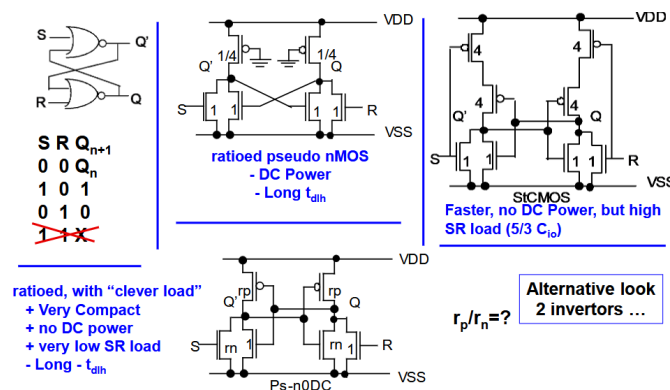 S
Q'
R
Q
S R Qn+1
0 0 Qn
1 0 1
0 1 0
1 1 X
VDD
1/4
1/4
Q'
Q
S
1
1
1
1
R
VSS
ratioed pseudo nMOS
- DC Power
- Long tdlh
VDD
4
4
4
4
Q'
Q
S
1
1
1
1
R
VSS
StCMOS
Faster, no DC Power, but high
SR load (5/3 Cio)
ratioed, with “clever load”
+ Very Compact
+ no DC power
+ very low SR load
- Long - tdlh
VDD
rp
rp
Q'
Q
S
rn
1
rn
1
R
VSS
Ps-n0DC
rp/rn=?
Alternative look
2 invertors …